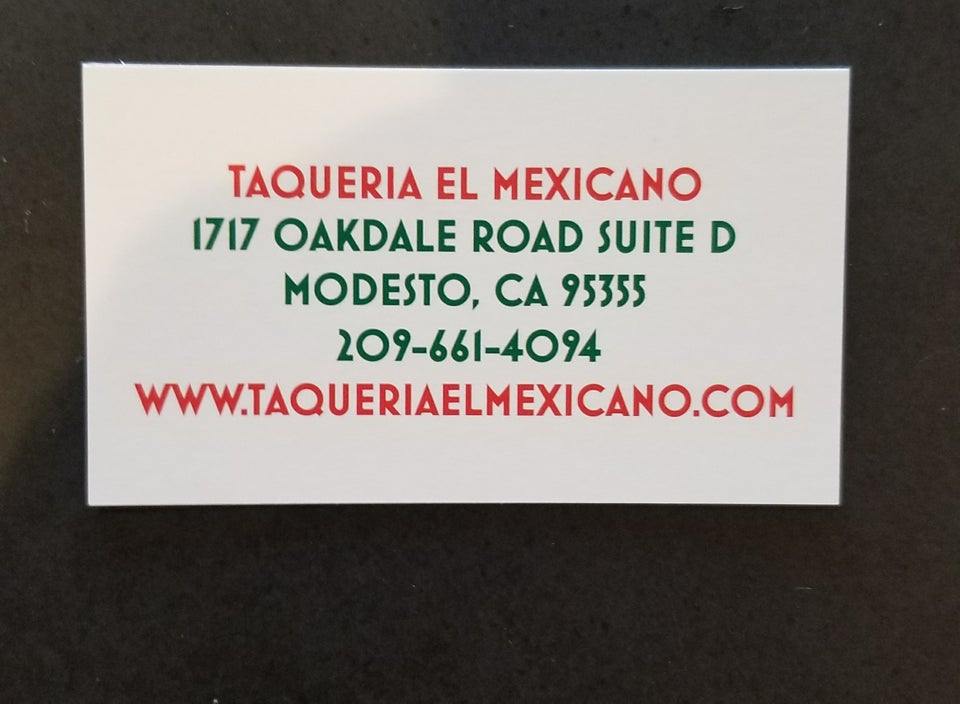 TAQUERIA EL MEXICANO
1717 OAKDALE ROAD SUITE D
MODESTO, CA 95355
209-661-4094
WWW.TAQUERIAELMEXICANO.COM